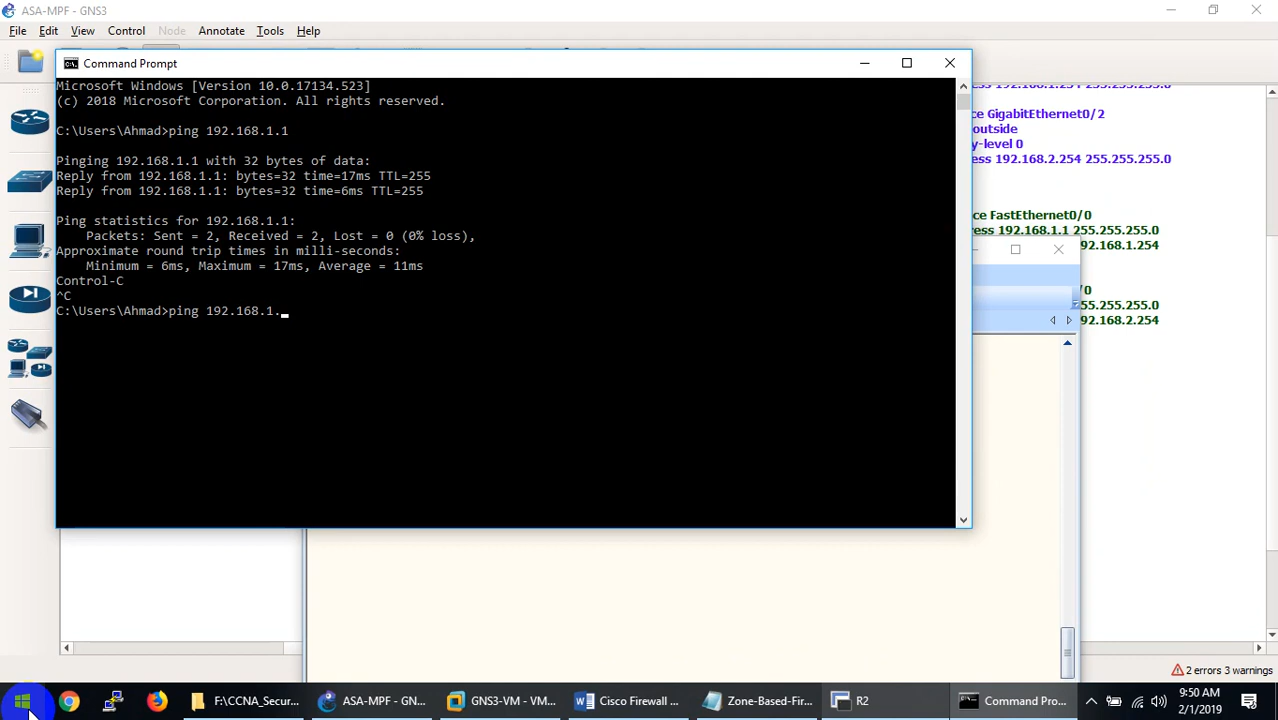 ASA-MPF - GNS3
File Edit View Control Node Annotate Tools Help
Command Prompt
Microsoft Windows [Version 10.0.17134.523]
(c) 2018 Microsoft Corporation. All rights reserved.
C:\Users\Ahmad>ping 192.168.1.1
Pinging 192.168.1.1 with 32 bytes of data:
Reply from 192.168.1.1: bytes=32 time=17ms TTL=255
Reply from 192.168.1.1: bytes=32 time=6ms TTL=255
Ping statistics for 192.168.1.1:
Packets: Sent = 2, Received = 2, Lost = 0 (0% loss),
Approximate round trip times in milli-seconds:
Minimum = 6ms, Maximum = 17ms, Average = 11ms
Control-C
^C
C:\Users\Ahmad>ping 192.168.1._
ress 192.168.1.254 255.255.255.0
ce GigabitEthernet0/2
outside
y-level 0
ress 192.168.2.254 255.255.255.0
ce FastEthernet0/0
ress 192.168.1.1 255.255.255.0
92.168.1.254
0/0
55.255.255.0
92.168.2.254
2 errors 3 warnings
F:\CCNA_Secur... ASA-MPF - GN... GNS3-VM - VM... Cisco Firewall ... Zone-Based-Fir... R2 Command Pro...
9:50 AM
2/1/2019